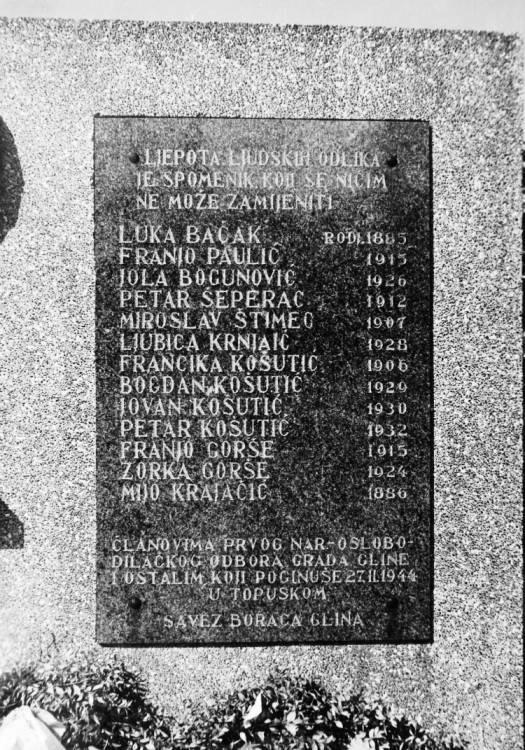 LJEPOTA LJUDSKIH ODLIKA
JE SPOMENIK KOJI SE NIČIM
NE MOŽE ZAMIJENITI
LUKA BAČAK ROĐ.1885
FRANJO PAULIĆ 1915
JOLA BOGUNOVIĆ 1926
PETAR ŠEPERAC 1912
MIROSLAV ŠTIMEC 1907
LJUBICA KRNJAIĆ 1928
FRANCIKA KOŠUTIĆ 1906
BOGDAN KOŠUTIĆ 1929
JOVAN KOŠUTIĆ 1930
PETAR KOŠUTIĆ 1932
FRANJO GORŠE 1915
ZORKA GORŠE 1924
MIJO KRAJAČIĆ 1886
ČLANOVIMA PRVOG NAR-OSLOBO-
DILAČKOG ODBORA GRADA GLINE
I OSTALIM KOJI POGINUŠE 27.II.1944
U TOPUSKOM
SAVEZ BORACA GLINA